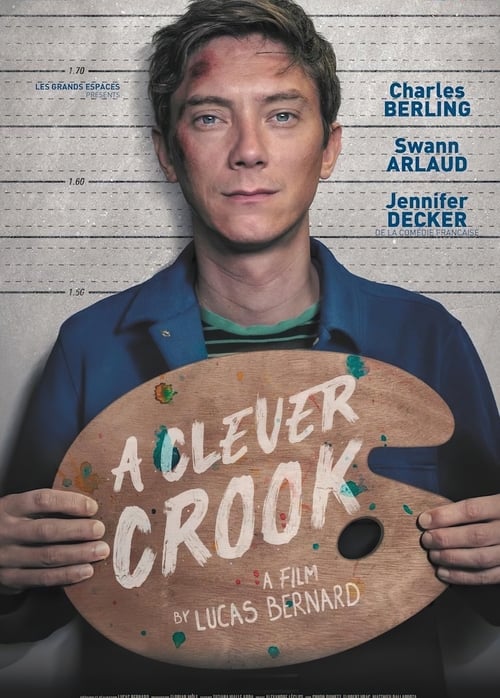 1.70
LES GRANDS ESPACES
PRÉSENTS
Charles
BERLING
Swann
ARLAUD
1.60
Jennifer
DECKER
DE LA COMÉDIE FRANÇAISE
1.50
A CLEVER
CROOK
A FILM
BY LUCAS BERNARD